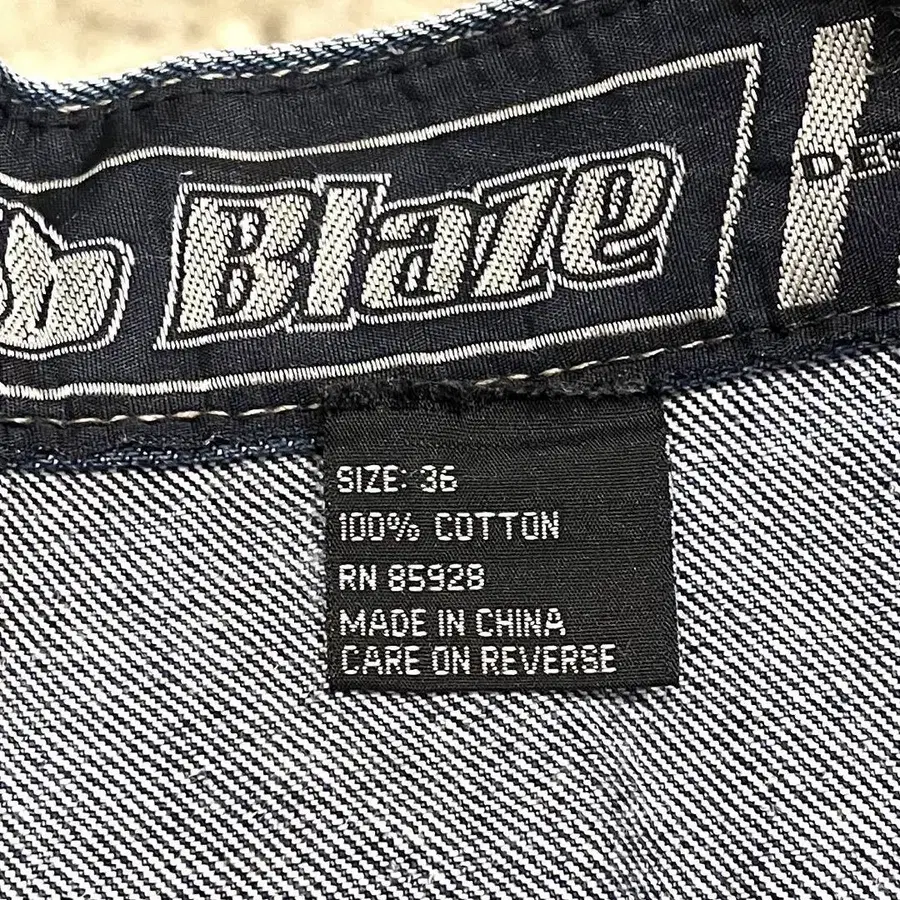 Blaze
SIZE: 36
100% COTTON
RN 85928
MADE IN CHINA
CARE ON REVERSE